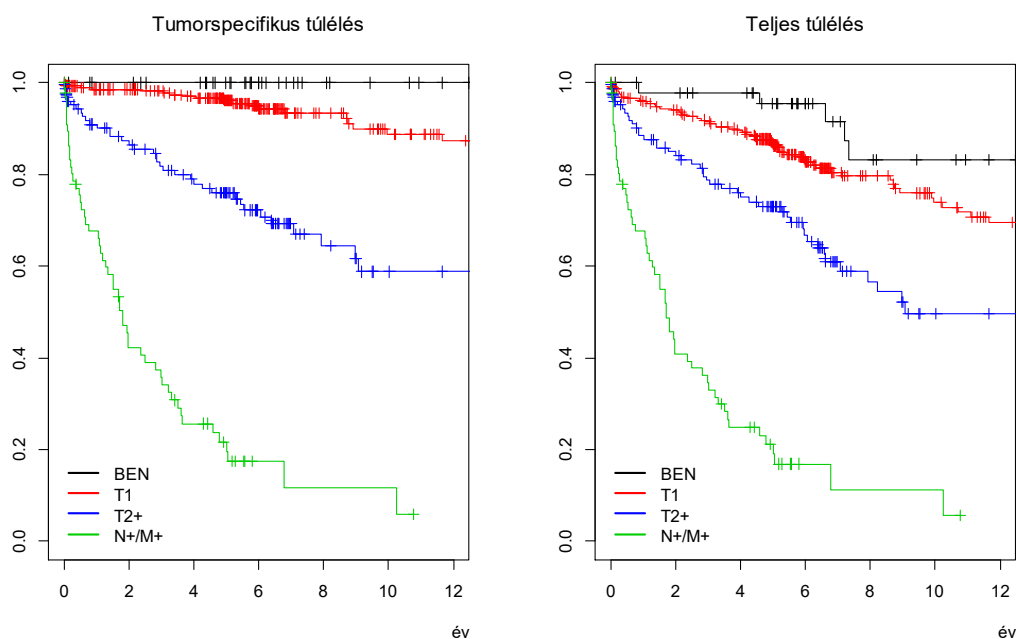 Tumorspecifikus túlélés
1.0
0.8
0.6
0.4
0.2
0.0
BEN
T1
T2+
N+/M+
0 2 4 6 8 10 12
év
Teljes túlélés
1.0
0.8
0.6
0.4
0.2
0.0
BEN
T1
T2+
N+/M+
0 2 4 6 8 10 12
év